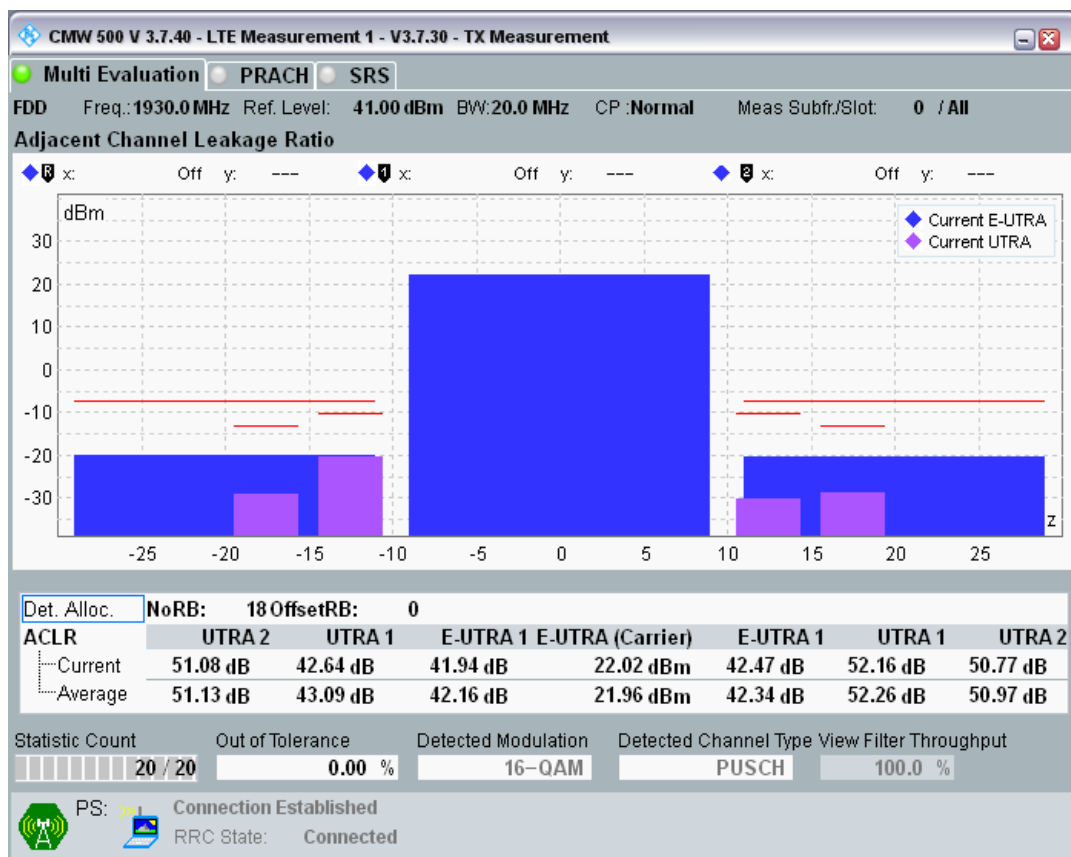 CMW 500 V 3.7.40 - LTE Measurement 1 - V3.7.30 - TX Measurement
Multi Evaluation PRACH SRS
FDD Freq.: 1930.0 MHz Ref. Level: 41.00 dBm BW: 20.0 MHz CP : Normal Meas Subfr./Slot: 0 / All
Adjacent Channel Leakage Ratio
R x: Off y: --- 1 x: Off y: --- 2 x: Off y: ---
dBm
Current E-UTRA
Current UTRA
30
20
10
0
-10
-20
-30
z
-25 -20 -15 -10 -5 0 5 10 15 20 25
Det. Alloc. NoRB: 18 OffsetRB: 0
ACLR UTRA 2 UTRA 1 E-UTRA 1 E-UTRA (Carrier) E-UTRA 1 UTRA 1 UTRA 2
Current 51.08 dB 42.64 dB 41.94 dB 22.02 dBm 42.47 dB 52.16 dB 50.77 dB
Average 51.13 dB 43.09 dB 42.16 dB 21.96 dBm 42.34 dB 52.26 dB 50.97 dB
Statistic Count Out of Tolerance Detected Modulation Detected Channel Type View Filter Throughput
20 / 20 0.00 % 16-QAM PUSCH 100.0 %
PS: Connection Established
RRC State: Connected